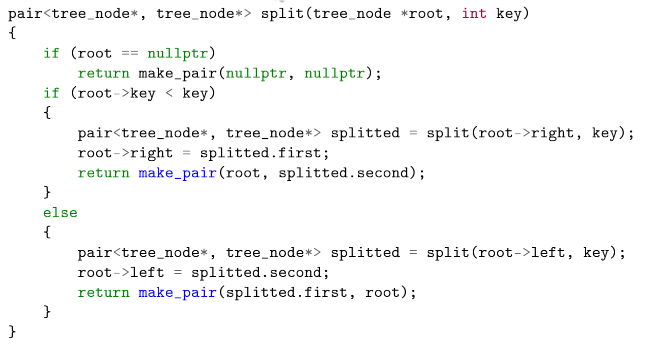 pair<tree_node*, tree_node*> split(tree_node *root, int key)
{
    if (root == nullptr)
        return make_pair(nullptr, nullptr);
    if (root->key < key)
    {
        pair<tree_node*, tree_node*> splitted = split(root->right, key);
        root->right = splitted.first;
        return make_pair(root, splitted.second);
    }
    else
    {
        pair<tree_node*, tree_node*> splitted = split(root->left, key);
        root->left = splitted.second;
        return make_pair(splitted.first, root);
    }
}